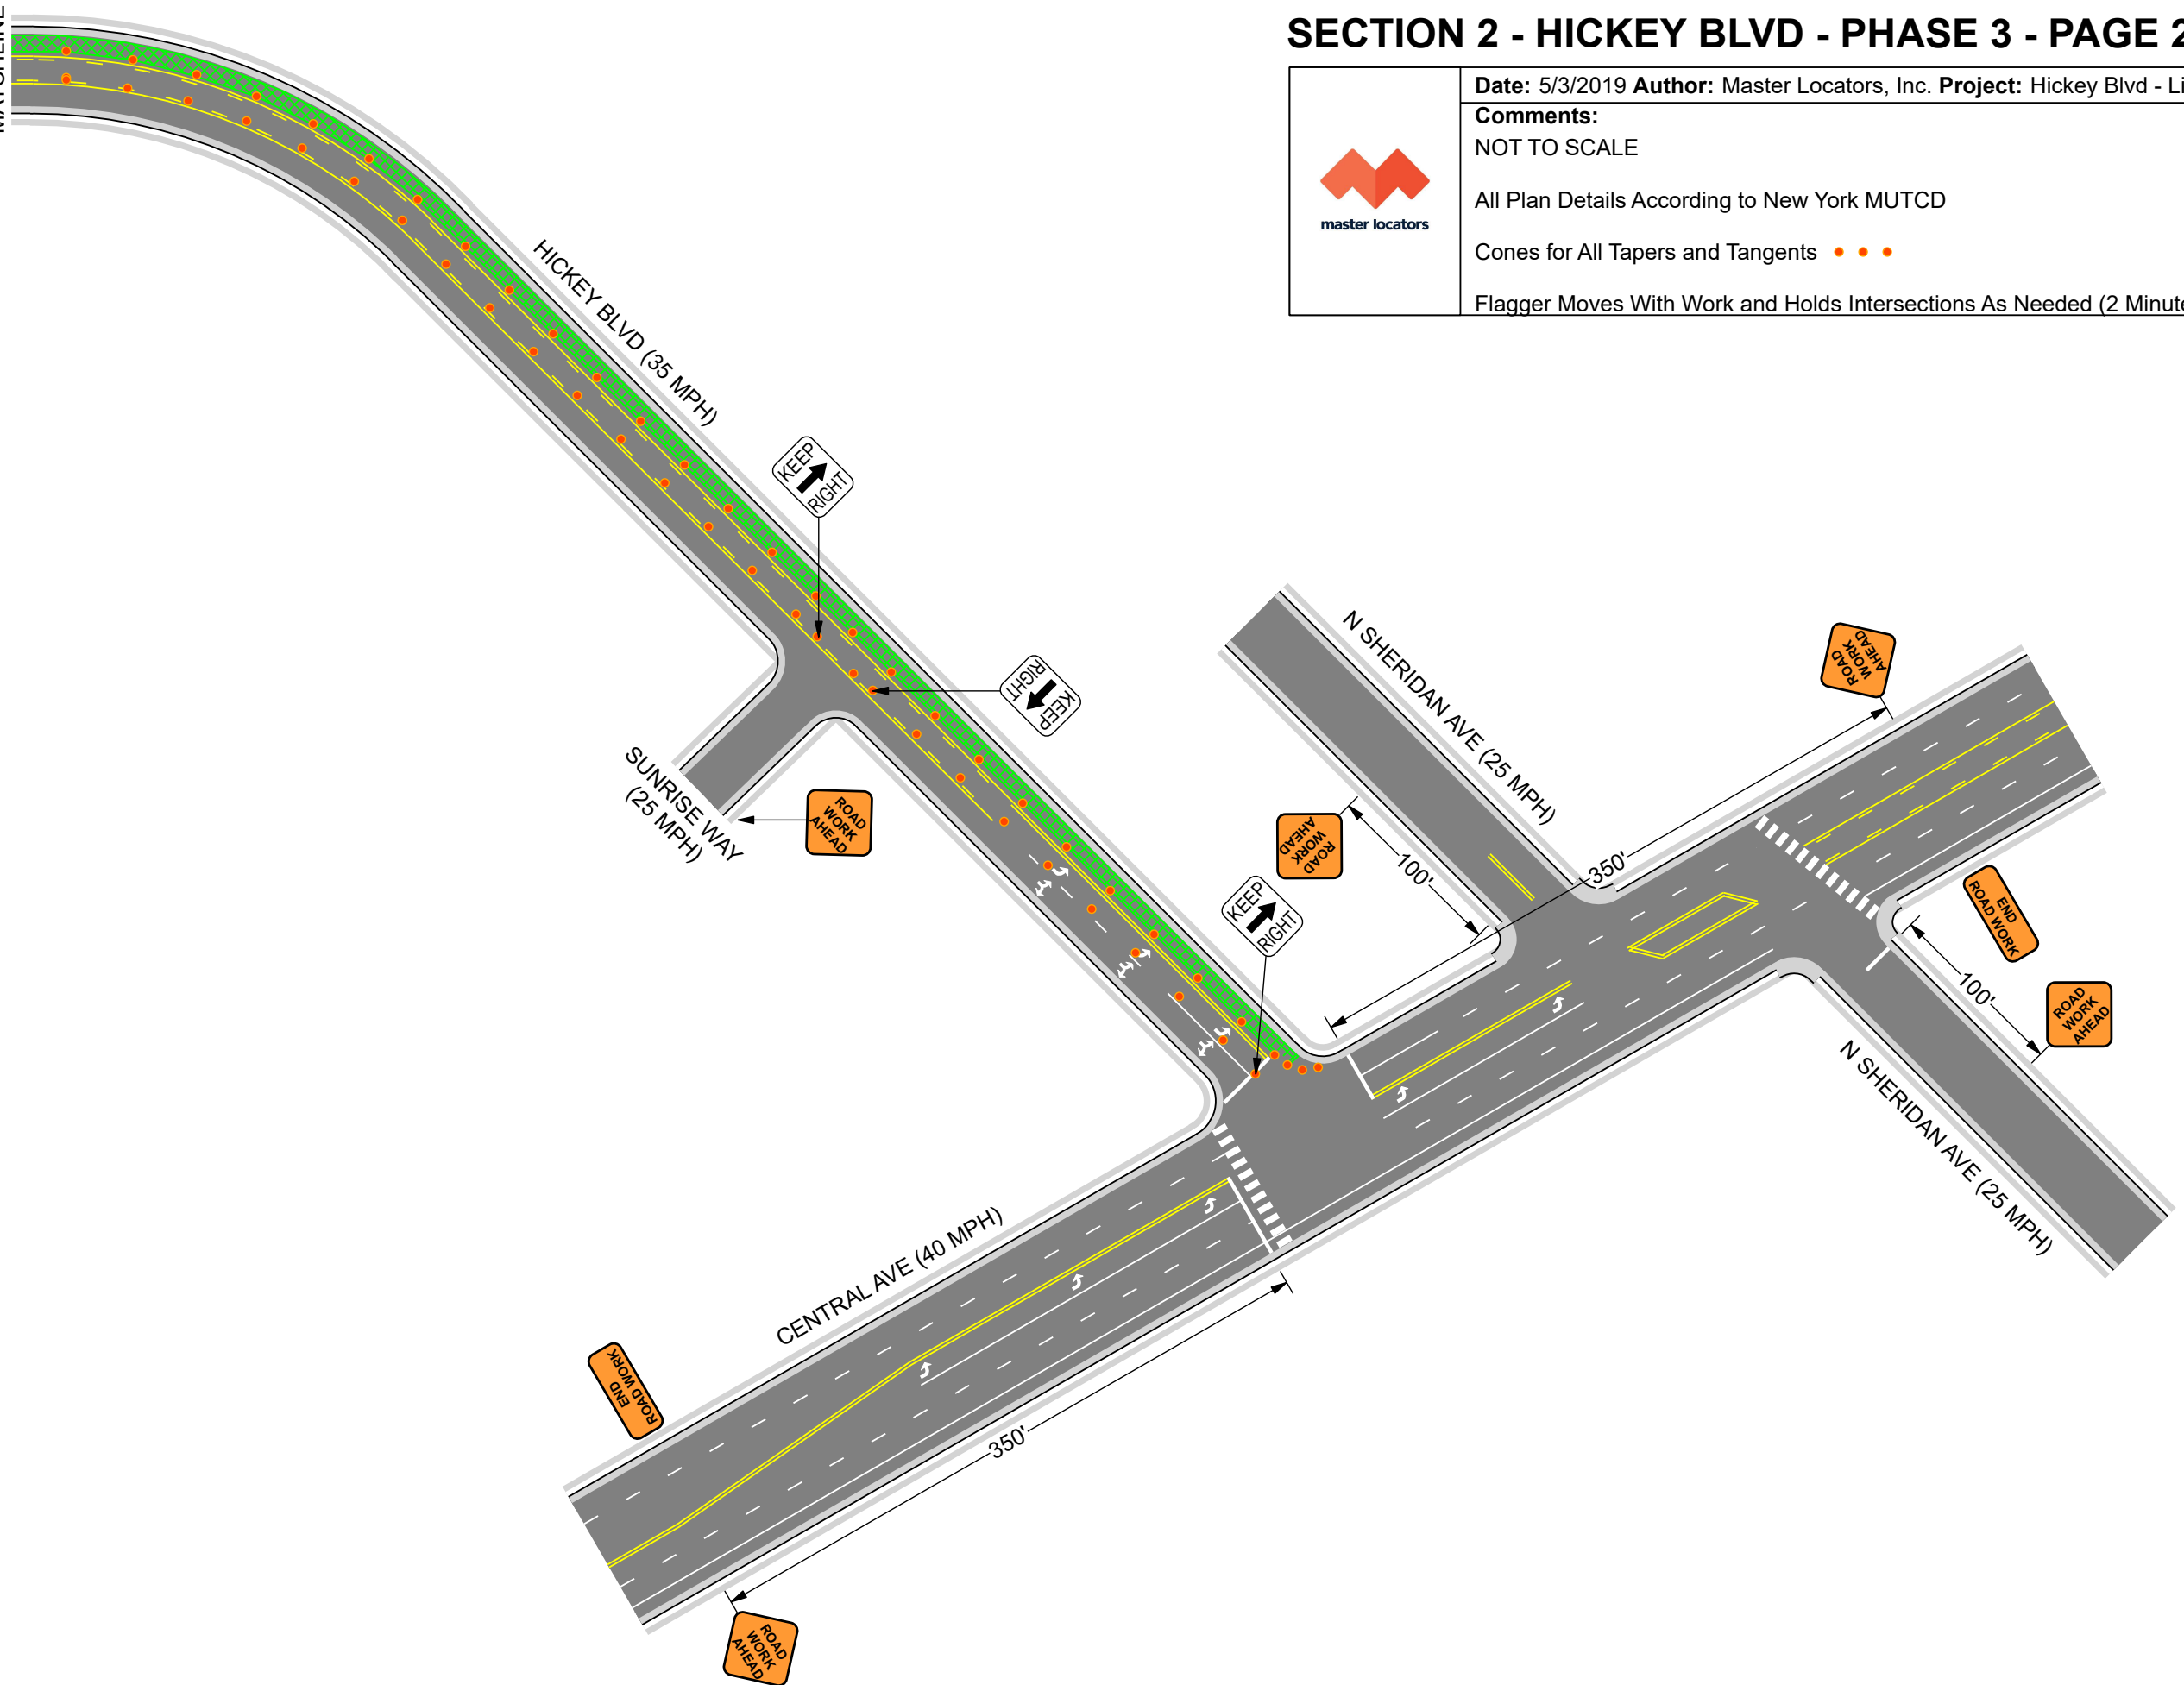 SECTION 2 - HICKEY BLVD - PHASE 3 - PAGE 2
Date: 5/3/2019 Author: Master Locators, Inc. Project: Hickey Blvd - Li
Comments:
NOT TO SCALE
All Plan Details According to New York MUTCD
Cones for All Tapers and Tangents
Flagger Moves With Work and Holds Intersections As Needed (2 Minute
master locators
MATCHLINE
HICKEY BLVD (35 MPH)
KEEP
RIGHT
KEEP
RIGHT
SUNRISE WAY
(25 MPH)
ROAD
WORK
AHEAD
N SHERIDAN AVE (25 MPH)
ROAD
WORK
AHEAD
100'
KEEP
RIGHT
350'
ROAD
WORK
AHEAD
END
ROAD WORK
100'
ROAD
WORK
AHEAD
N SHERIDAN AVE (25 MPH)
CENTRAL AVE (40 MPH)
END
ROAD WORK
350'
ROAD
WORK
AHEAD